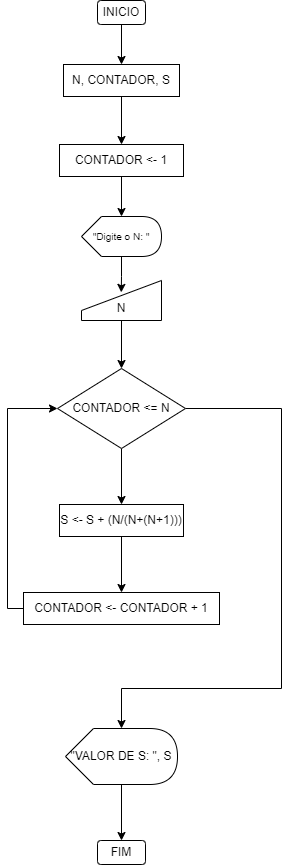 INICIO
N, CONTADOR, S
CONTADOR <- 1
"Digite o N: "
N
CONTADOR <= N
S <- S + (N/(N+(N+1)))
CONTADOR <- CONTADOR + 1
"VALOR DE S: ", S
FIM